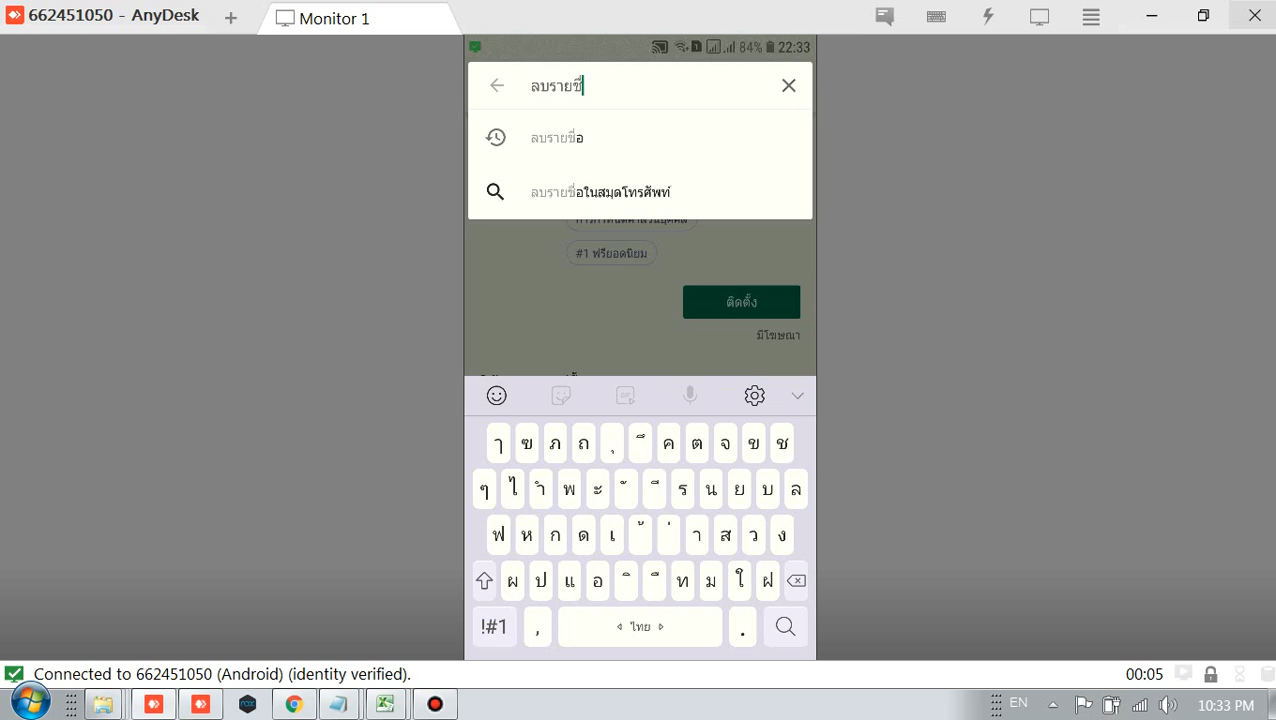 662451050 - AnyDesk
Monitor 1
84% 22:33
ลบรายชื่
ลบรายชื่อ
ลบรายชื่อในสมุดโทรศัพท์
#1 ฟรียอดนิยม
ติดตั้ง
มีโฆษณา
ๅ ฃ ภ ถ ุ ึ ค ต จ ข ช
ๆ ไ ำ พ ะ ั ี ร น ย บ ล
ฟ ห ก ด เ ้ ่ า ส ว ง
ผ ป แ อ ิ ื ท ม ใ ฝ
!#1 , ไทย .
Connected to 662451050 (Android) (identity verified). 00:05
EN 10:33 PM